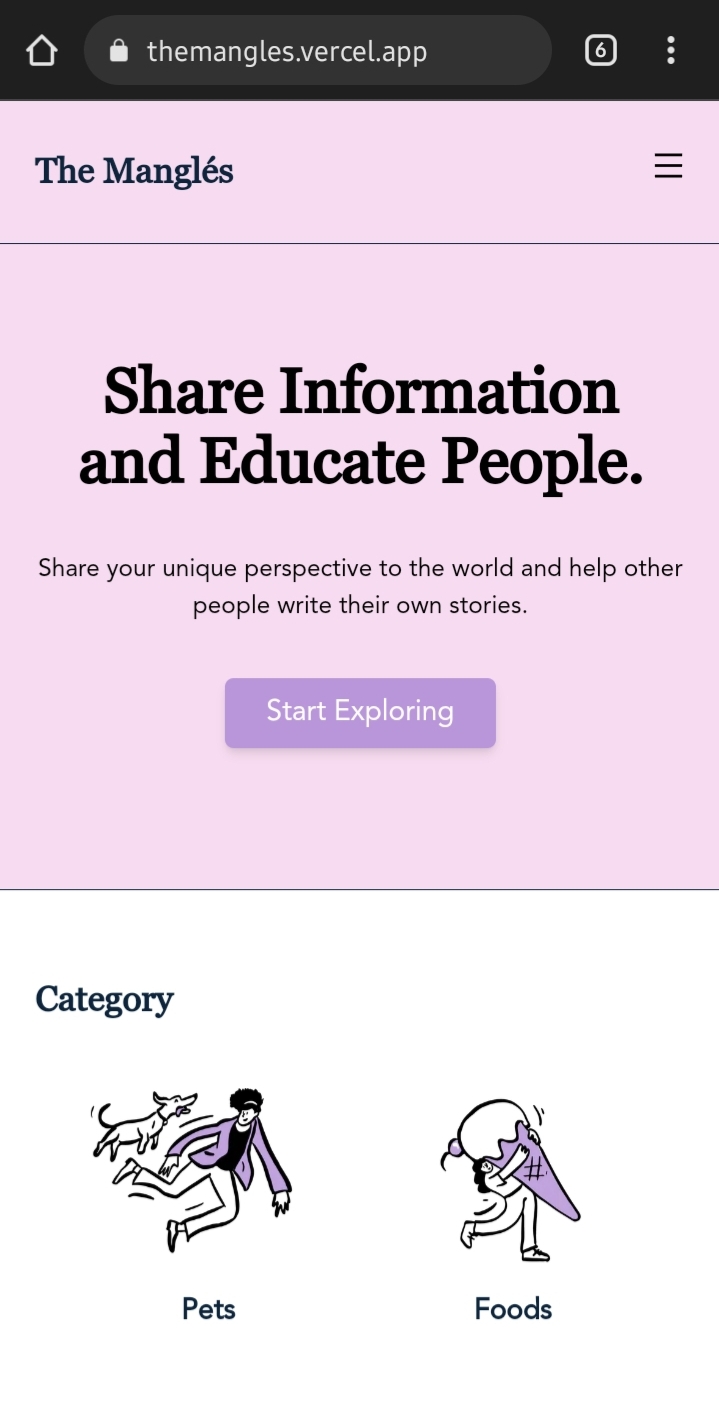 themangles.vercel.app
6
The Manglés
Share Information
and Educate People.
Share your unique perspective to the world and help other
people write their own stories.
Start Exploring
Category
#
Pets
Foods